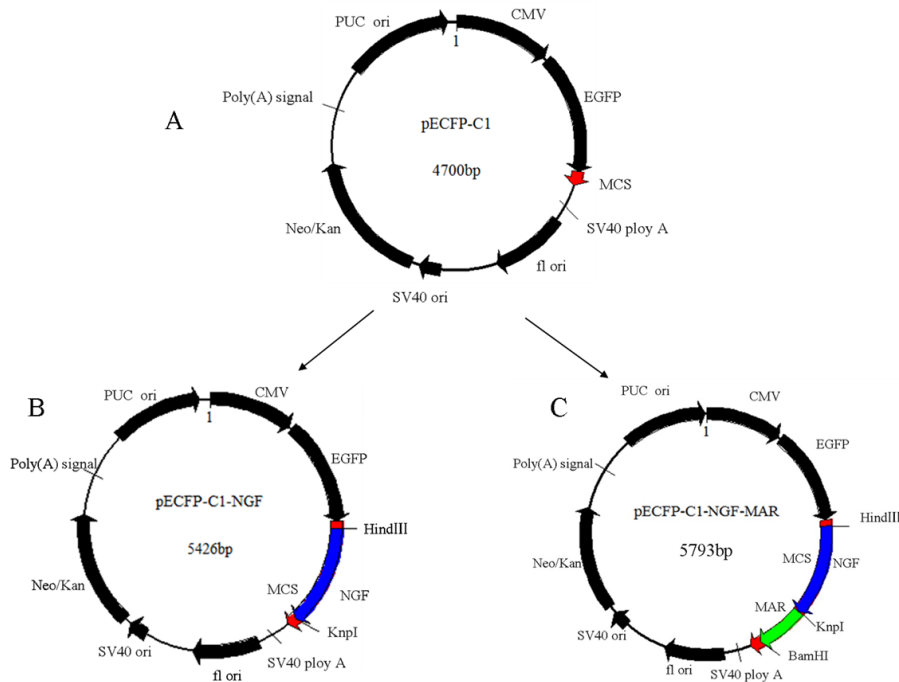 PUC ori
CMV
1
EGFP
Poly(A) signal
A
pECFP-C1
4700bp
MCS
SV40 ploy A
Neo/Kan
fl ori
SV40 ori
B
PUC ori
CMV
1
EGFP
Poly(A) signal
pECFP-C1-NGF
HindIII
5426bp
Neo/Kan
MCS
NGF
KnpI
SV40 ori
SV40 ploy A
fl ori
C
PUC ori
CMV
1
EGFP
Poly(A) signal
pECFP-C1-NGF-MAR
HindIII
5793bp
MCS
NGF
Neo/Kan
MAR
KnpI
SV40 ori
BamHI
fl ori
SV40 ploy A